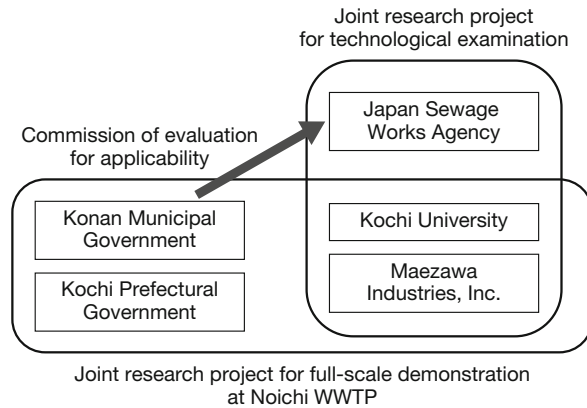 Joint research project
for technological examination
Japan Sewage
Works Agency
Commission of evaluation
for applicability
Konan Municipal
Government
Kochi University
Kochi Prefectural
Government
Maezawa
Industries, Inc.
Joint research project for full-scale demonstration
at Noichi WWTP